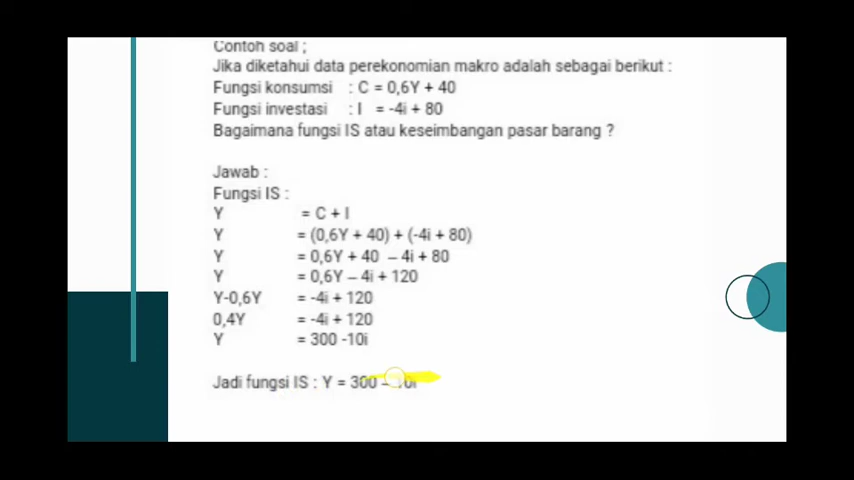 Contoh soal ;
Jika diketahui data perekonomian makro adalah sebagai berikut :
Fungsi konsumsi : C = 0,6Y + 40
Fungsi investasi : I = -4i + 80
Bagaimana fungsi IS atau keseimbangan pasar barang ?
Jawab :
Fungsi IS :
Y = C + I
Y = (0,6Y + 40) + (-4i + 80)
Y = 0,6Y + 40 – 4i + 80
Y = 0,6Y – 4i + 120
Y-0,6Y = -4i + 120
0,4Y = -4i + 120
Y = 300 -10i
Jadi fungsi IS : Y = 300 – 10i